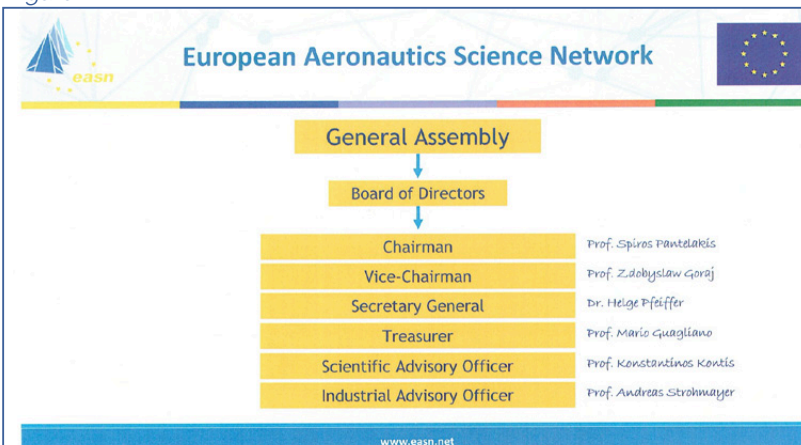 easn
European Aeronautics Science Network
General Assembly
Board of Directors
Chairman Prof. Spiros Pantelakis
Vice-Chairman Prof. Zdobyslaw Goraj
Secretary General Dr. Helge Pfeiffer
Treasurer Prof. Mario Guagliano
Scientific Advisory Officer Prof. Konstantinos Kontis
Industrial Advisory Officer Prof. Andreas Strohmayer
www.easn.net